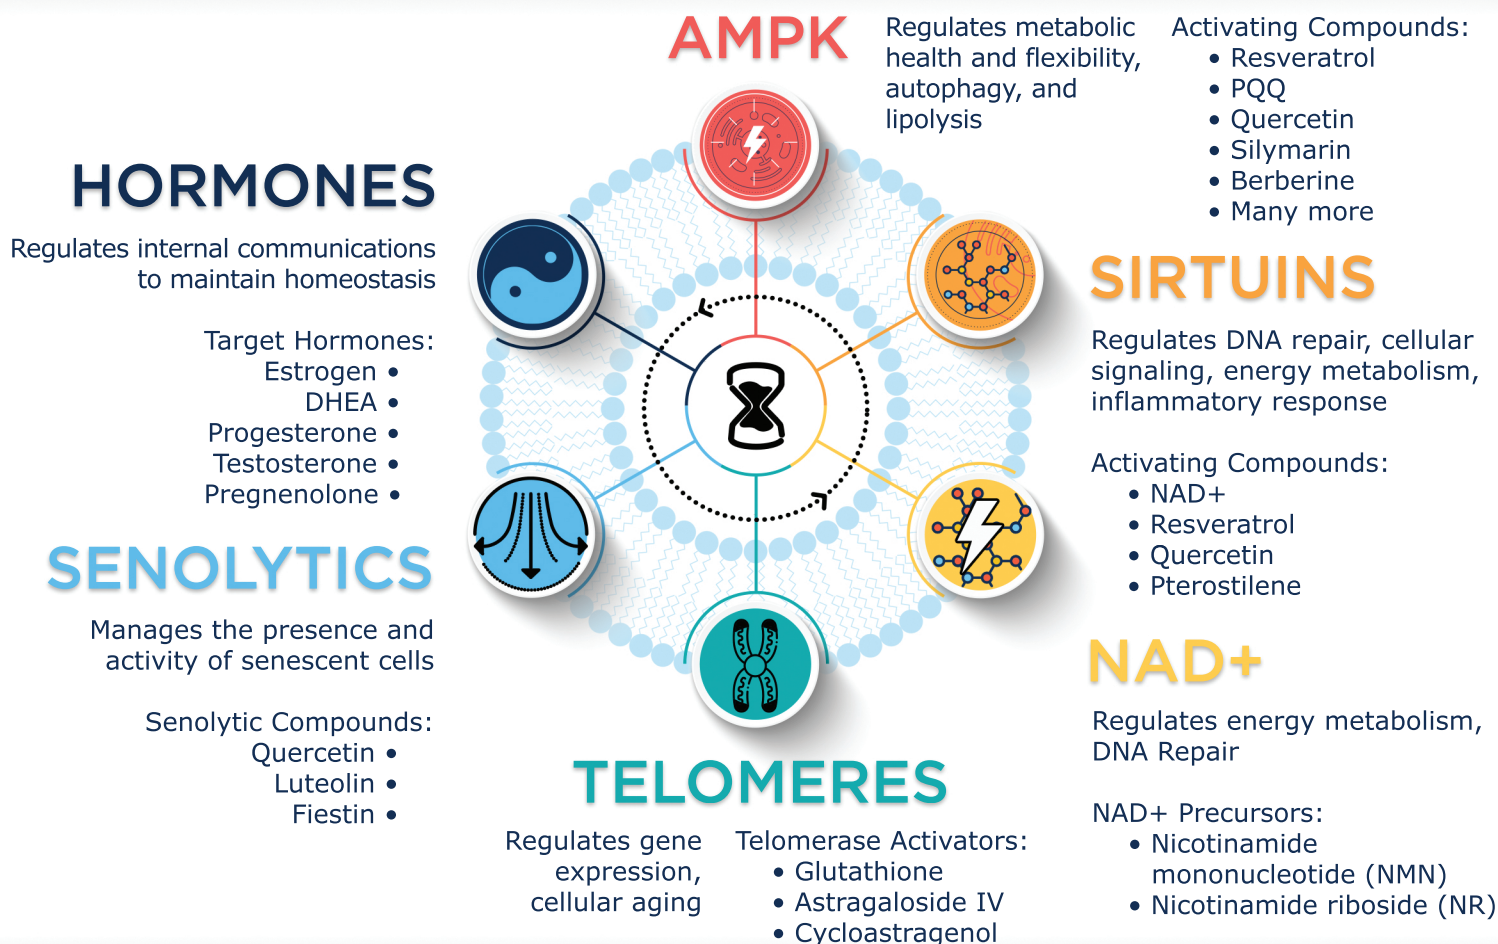 AMPK
Regulates metabolic
health and flexibility,
autophagy, and
lipolysis
Activating Compounds:
• Resveratrol
• PQQ
• Quercetin
• Silymarin
• Berberine
• Many more
HORMONES
Regulates internal communications
to maintain homeostasis
Target Hormones:
Estrogen •
DHEA •
Progesterone •
Testosterone •
Pregnenolone •
SIRTUINS
Regulates DNA repair, cellular
signaling, energy metabolism,
inflammatory response
Activating Compounds:
• NAD+
• Resveratrol
• Quercetin
• Pterostilene
SENOLYTICS
Manages the presence and
activity of senescent cells
Senolytic Compounds:
Quercetin •
Luteolin •
Fiestin •
NAD+
Regulates energy metabolism,
DNA Repair
NAD+ Precursors:
• Nicotinamide
mononucleotide (NMN)
• Nicotinamide riboside (NR)
TELOMERES
Regulates gene
expression,
cellular aging
Telomerase Activators:
• Glutathione
• Astragaloside IV
• Cycloastragenol